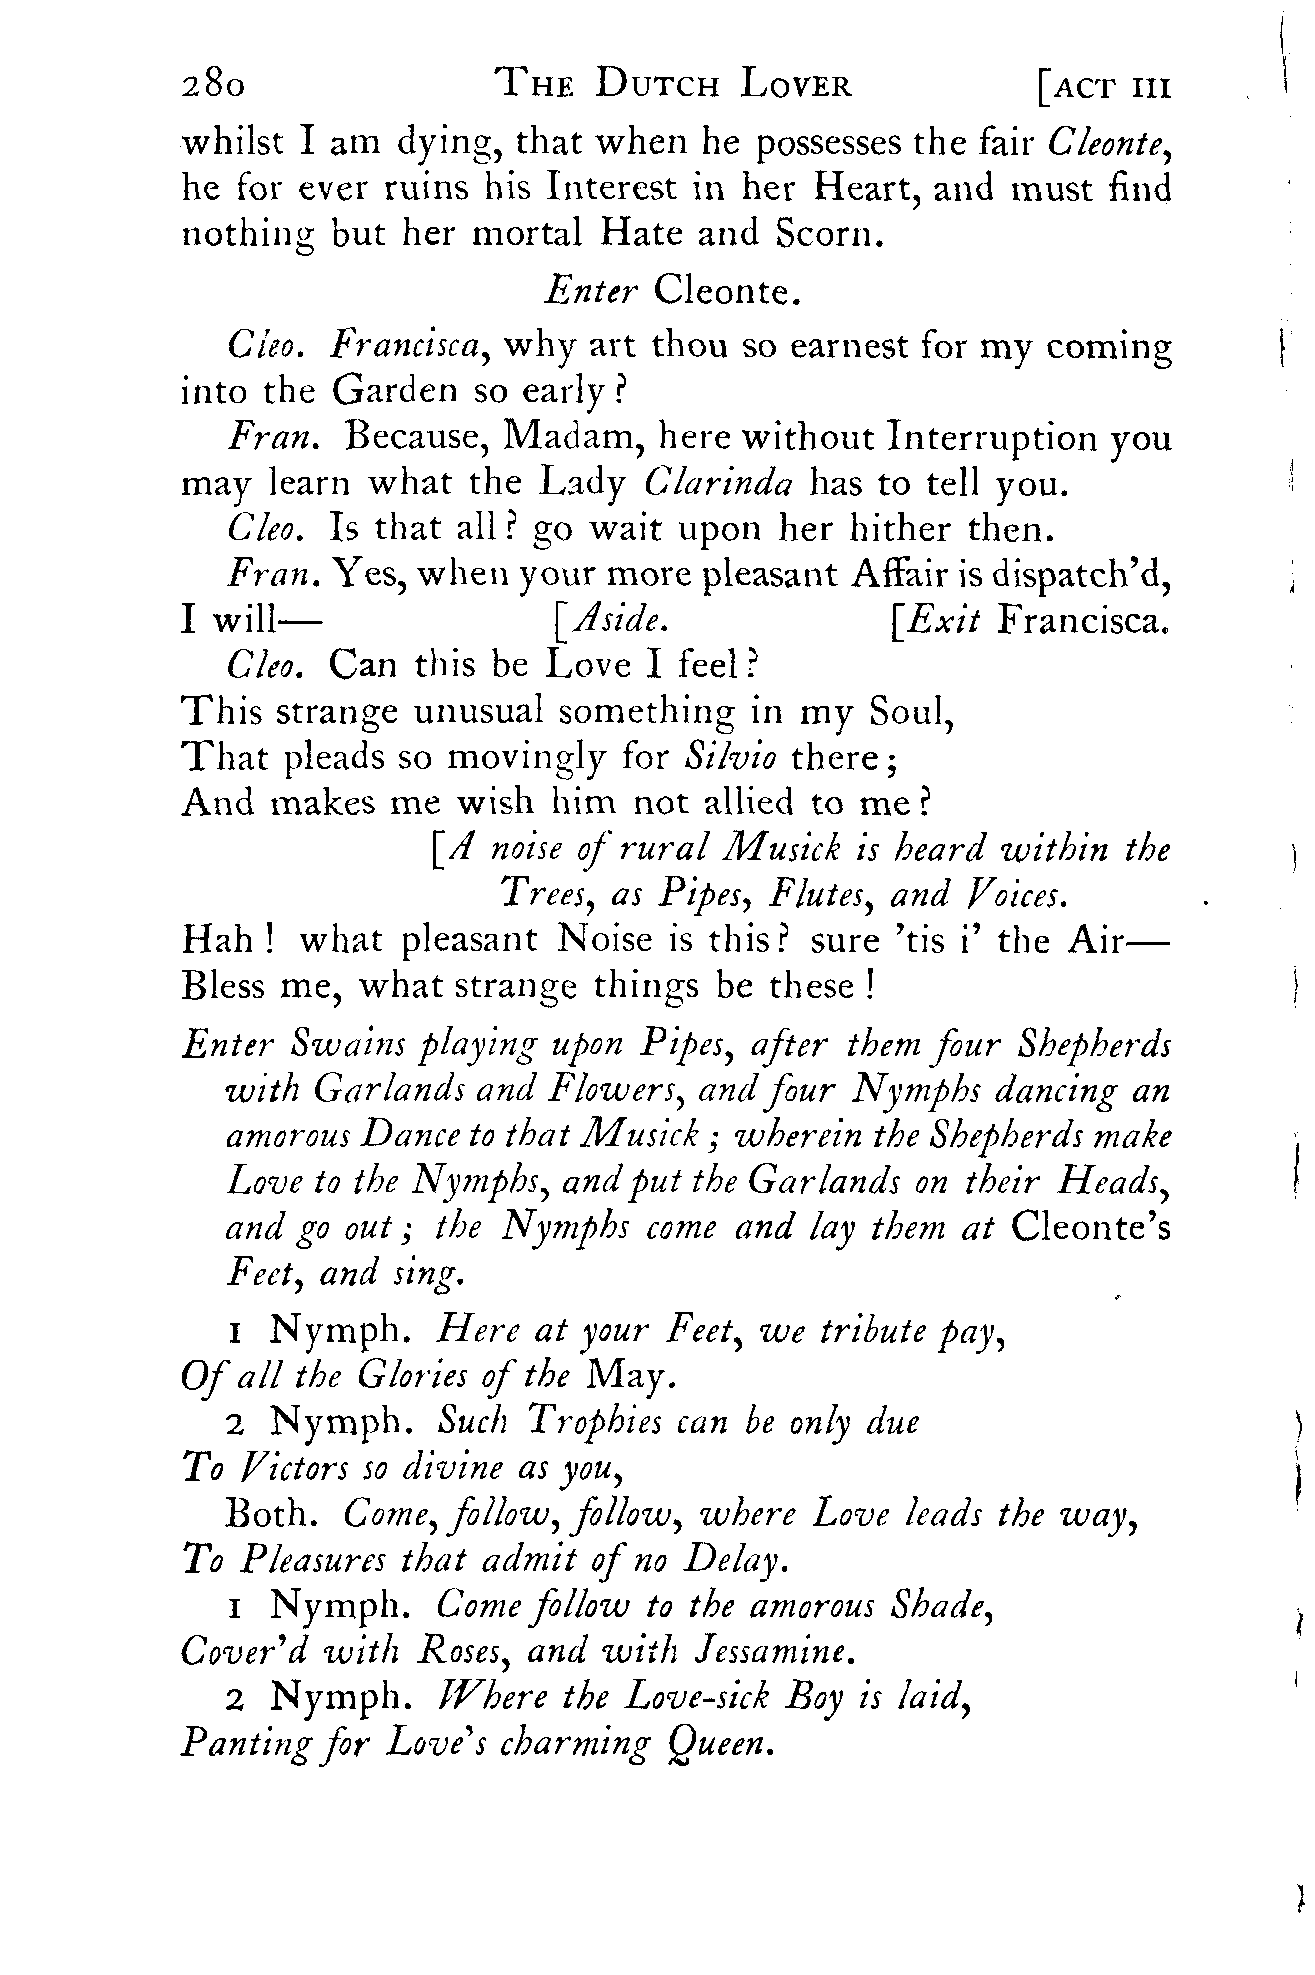 280 THE DUTCH LOVER [ACT III
whilst I am dying, that when he possesses the fair Cleonte,
he for ever ruins his Interest in her Heart, and must find
nothing but her mortal Hate and Scorn.
Enter Cleonte.
Cleo. Francisca, why art thou so earnest for my coming
into the Garden so early ?
Fran. Because, Madam, here without Interruption you
may learn what the Lady Clarinda has to tell you.
Cleo. Is that all ? go wait upon her hither then.
Fran. Yes, when your more pleasant Affair is dispatch'd,
I will— [Aside. [Exit Francisca.
Cleo. Can this be Love I feel ?
This strange unusual something in my Soul,
That pleads so movingly for Silvio there ;
And makes me wish him not allied to me ?
[A noise of rural Musick is heard within the
Trees, as Pipes, Flutes, and Voices.
Hah ! what pleasant Noise is this ? sure 'tis i' the Air—
Bless me, what strange things be these !
Enter Swains playing upon Pipes, after them four Shepherds
with Garlands and Flowers, and four Nymphs dancing an
amorous Dance to that Musick ; wherein the Shepherds make
Love to the Nymphs, and put the Garlands on their Heads,
and go out ; the Nymphs come and lay them at Cleonte's
Feet, and sing.
1 Nymph. Here at your Feet, we tribute pay,
Of all the Glories of the May.
2 Nymph. Such Trophies can be only due
To Victors so divine as you,
Both. Come, follow, follow, where Love leads the way,
To Pleasures that admit of no Delay.
1 Nymph. Come follow to the amorous Shade,
Cover'd with Roses, and with Jessamine.
2 Nymph. Where the Love-sick Boy is laid,
Panting for Love's charming Queen.